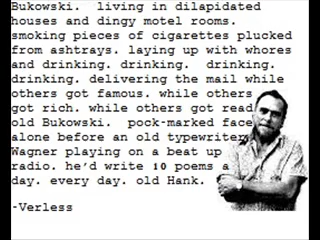 Bukowski.  living in dilapidated
houses and dingy motel rooms.
smoking pieces of cigarettes plucked
from ashtrays. laying up with whores
and drinking. drinking.  drinking.
drinking. delivering the mail while
others got famous. while others
got rich. while others got read
old Bukowski.  pock-marked face
alone before an old typewriter
Wagner playing on a beat up
radio. he'd write 10 poems a
day. every day. old Hank.
-Verless